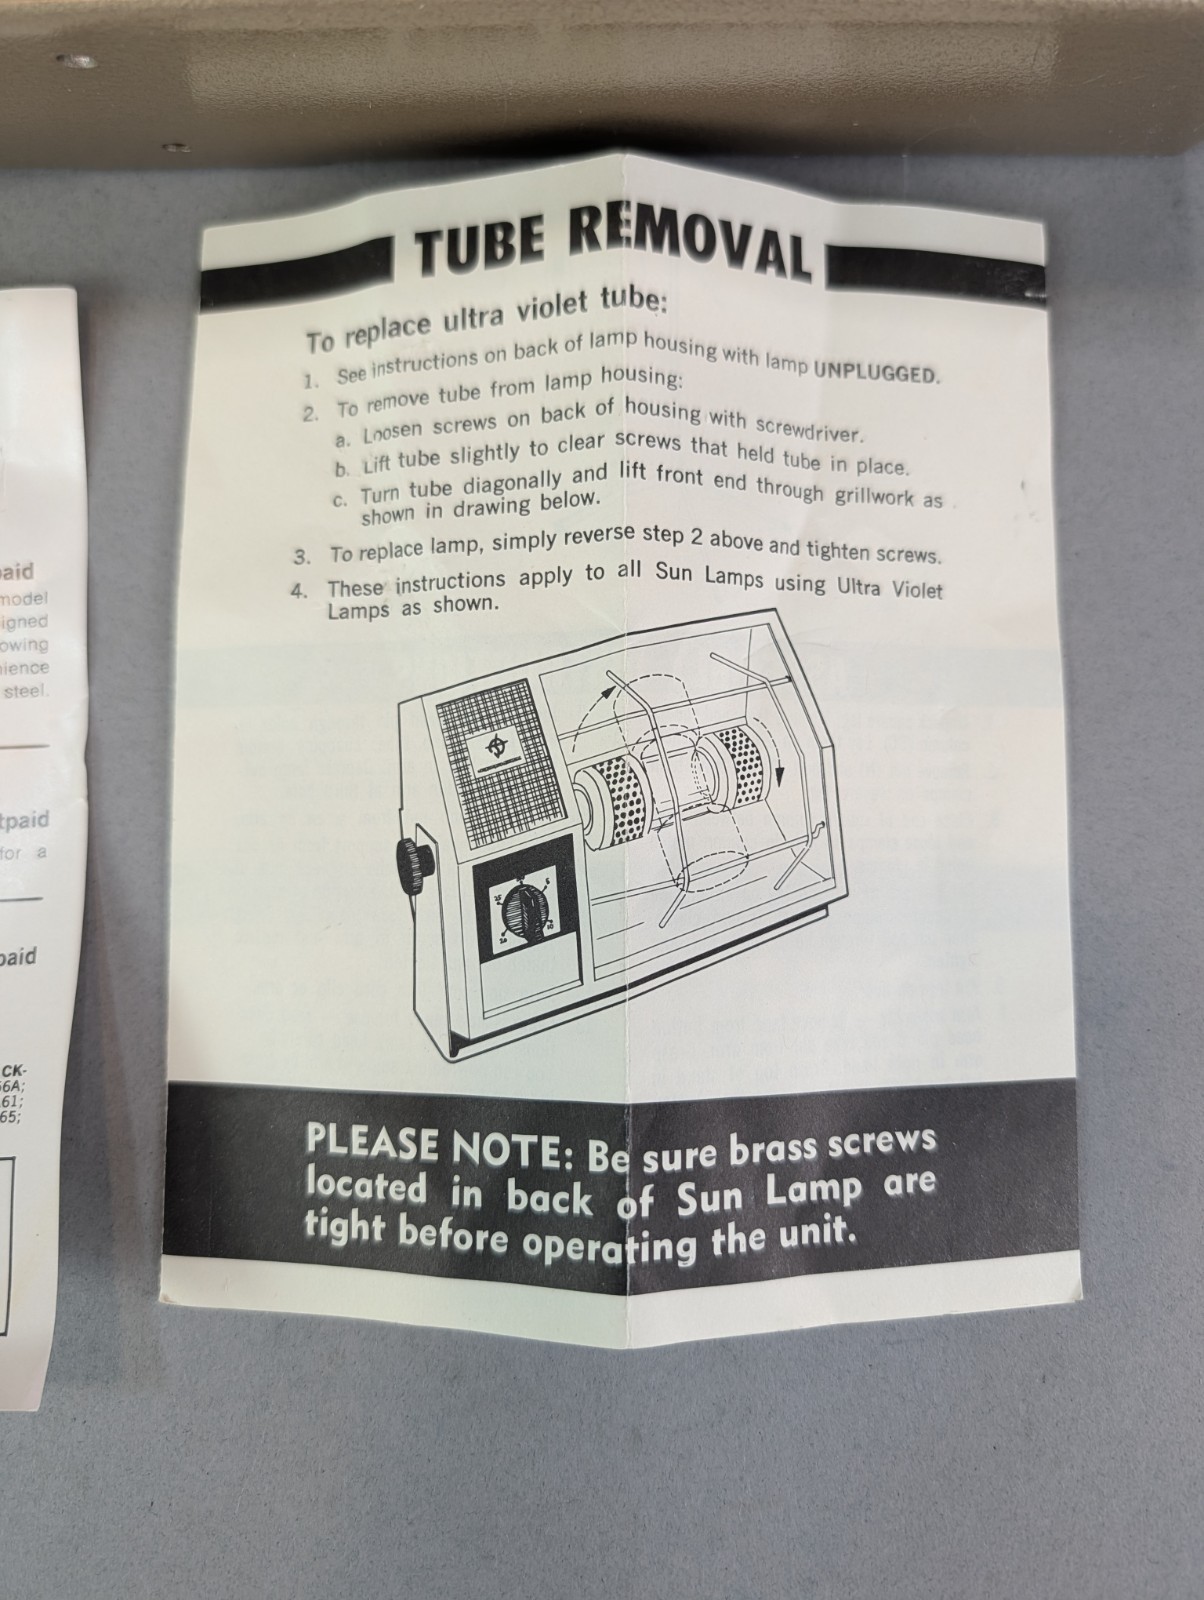 TUBE REMOVAL
To replace ultra violet tube:
1. See instructions on back of lamp housing with lamp UNPLUGGED.
2. To remove tube from lamp housing:
a. Loosen screws on back of housing with screwdriver.
b. Lift tube slightly to clear screws that held tube in place.
c. Turn tube diagonally and lift front end through grillwork as
shown in drawing below.
3. To replace lamp, simply reverse step 2 above and tighten screws.
4. These instructions apply to all Sun Lamps using Ultra Violet
Lamps as shown.
PLEASE NOTE: Be sure brass screws
located in back of Sun Lamp are
tight before operating the unit.
aid
model
igned
owing
ience
steel.
tpaid
for a
paid
CK-
66A;
61;
65;